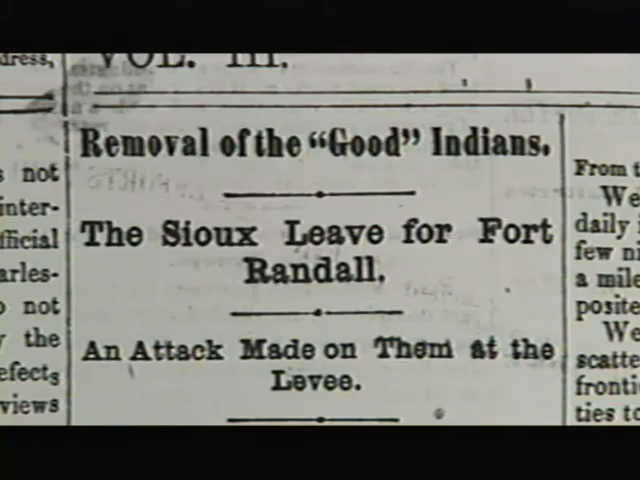 dress,
VOL. III.
Removal of the "Good" Indians.
The Sioux Leave for Fort
Randall.
An Attack Made on Them at the
Levee.
s not
inter-
fficial
arles-
o not
y the
efects
views
From t
We
daily
few ni
a mile
posite
We
scatte
fronti
ties to